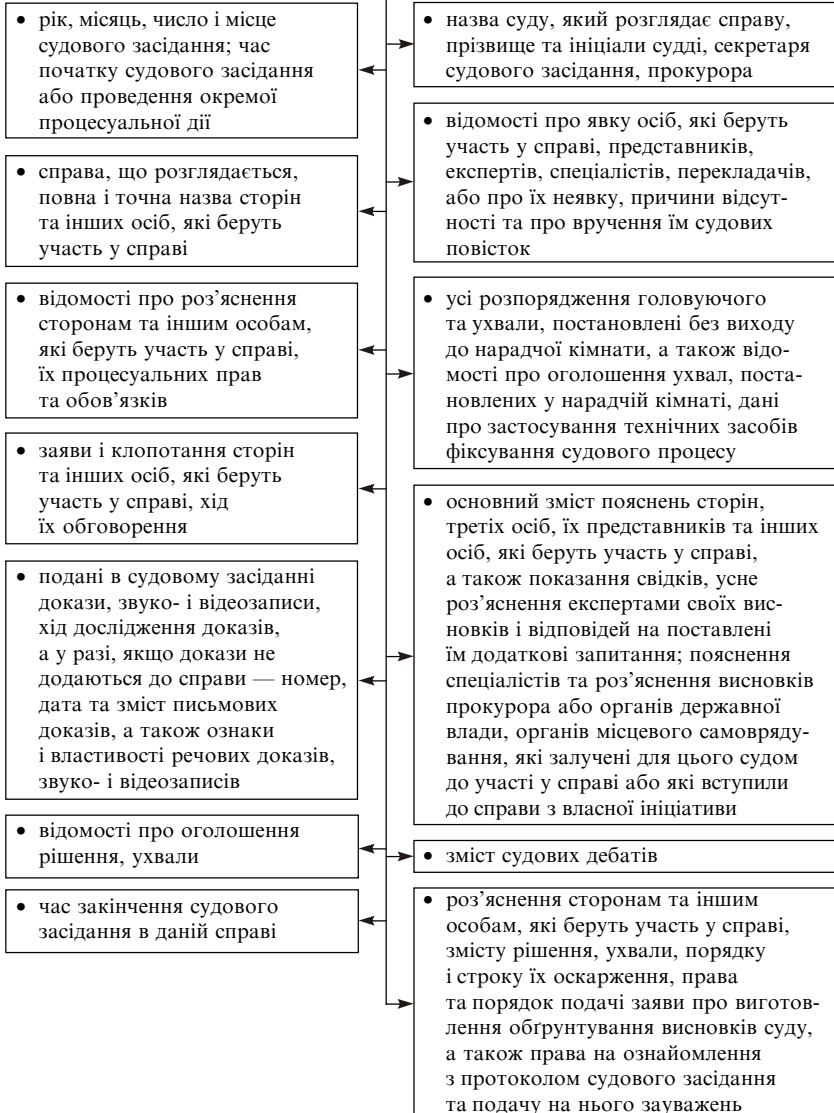 • рік, місяць, число і місце
судового засідання; час
початку судового засідання
або проведення окремої
процесуальної дії
• назва суду, який розглядає справу,
прізвище та ініціали судді, секретаря
судового засідання, прокурора
• справа, що розглядається,
повна і точна назва сторін
та інших осіб, які беруть
участь у справі
• відомості про явку осіб, які беруть
участь у справі, представників,
експертів, спеціалістів, перекладачів,
або про їх неявку, причини відсут-
ності та про вручення їм судових
повісток
• відомості про роз'яснення
сторонам та іншим особам,
які беруть участь у справі,
їх процесуальних прав
та обов'язків
• усі розпорядження головуючого
та ухвали, постановлені без виходу
до нарадчої кімнати, а також відо-
мості про оголошення ухвал, поста-
новлених у нарадчій кімнаті, дані
про застосування технічних засобів
фіксування судового процесу
• заяви і клопотання сторін
та інших осіб, які беруть
участь у справі, хід
їх обговорення
• основний зміст пояснень сторін,
третіх осіб, їх представників та інших
осіб, які беруть участь у справі,
а також показання свідків, усне
роз'яснення експертами своїх вис-
новків і відповідей на поставлені
їм додаткові запитання; пояснення
спеціалістів та роз'яснення висновків
прокурора або органів державної
влади, органів місцевого самовряду-
вання, які залучені для цього судом
до участі у справі або які вступили
до справи з власної ініціативи
• подані в судовому засіданні
докази, звуко- і відеозаписи,
хід дослідження доказів,
а у разі, якщо докази не
додаються до справи — номер,
дата та зміст письмових
доказів, а також ознаки
і властивості речових доказів,
звуко- і відеозаписів
• відомості про оголошення
рішення, ухвали
• зміст судових дебатів
• час закінчення судового
засідання в даній справі
• роз'яснення сторонам та іншим
особам, які беруть участь у справі,
змісту рішення, ухвали, порядку
і строку їх оскарження, права
та порядок подачі заяви про виготов-
лення обґрунтування висновків суду,
а також права на ознайомлення
з протоколом судового засідання
та подачу на нього зауважень